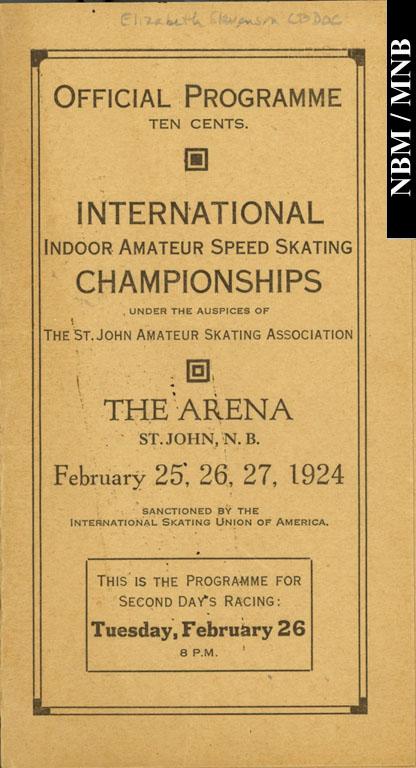 Elizabeth Stevenson
OFFICIAL PROGRAMME
TEN CENTS.
INTERNATIONAL
INDOOR AMATEUR SPEED SKATING
CHAMPIONSHIPS
UNDER THE AUSPICES OF
THE ST. JOHN AMATEUR SKATING ASSOCIATION
THE ARENA
ST. JOHN, N. B.
February 25, 26, 27, 1924
SANCTIONED BY THE
INTERNATIONAL SKATING UNION OF AMERICA.
THIS IS THE PROGRAMME FOR
SECOND DAY'S RACING:
Tuesday, February 26
8 P.M.
NBM / MNB